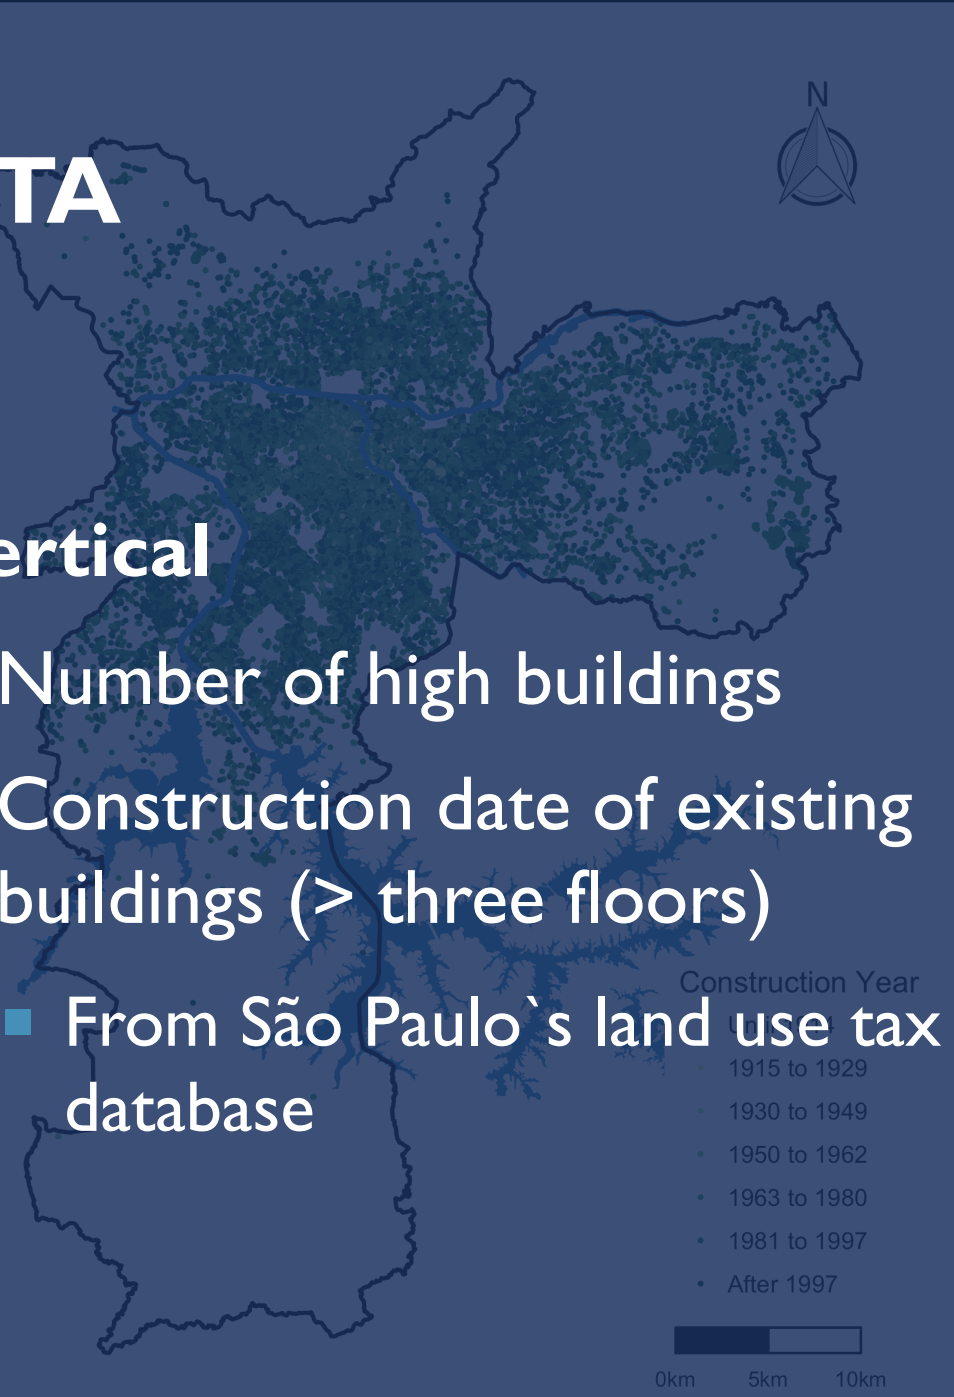 N
TA
ertical
Number of high buildings
Construction date of existing
buildings (> three floors)
Construction Year
From São Paulo`s land use tax
database
1915 to 1929
1930 to 1949
1950 to 1962
1963 to 1980
1981 to 1997
After 1997
0km 5km 10km